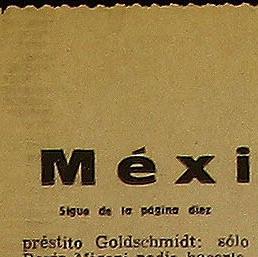 Méxi
Sigue de la página diez
préstito Goldschmidt: sólo